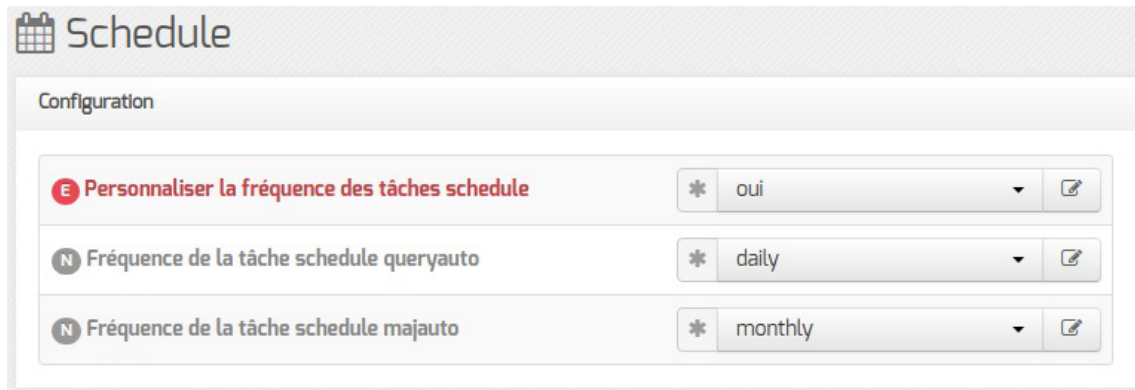 Schedule
Configuration
E Personnaliser la fréquence des tâches schedule * oui
N Fréquence de la tâche schedule queryauto * daily
N Fréquence de la tâche schedule majauto * monthly